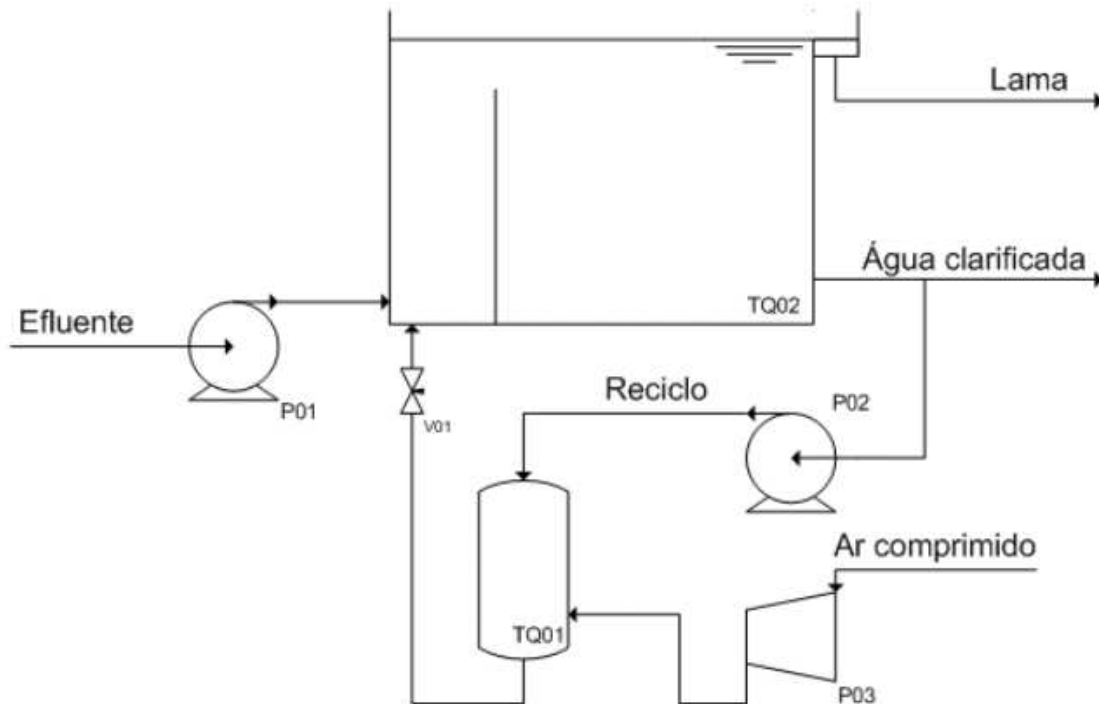 Lama
Água clarificada
TQ02
Efluente
P01
V01
Reciclo
P02
Ar comprimido
TQ01
P03